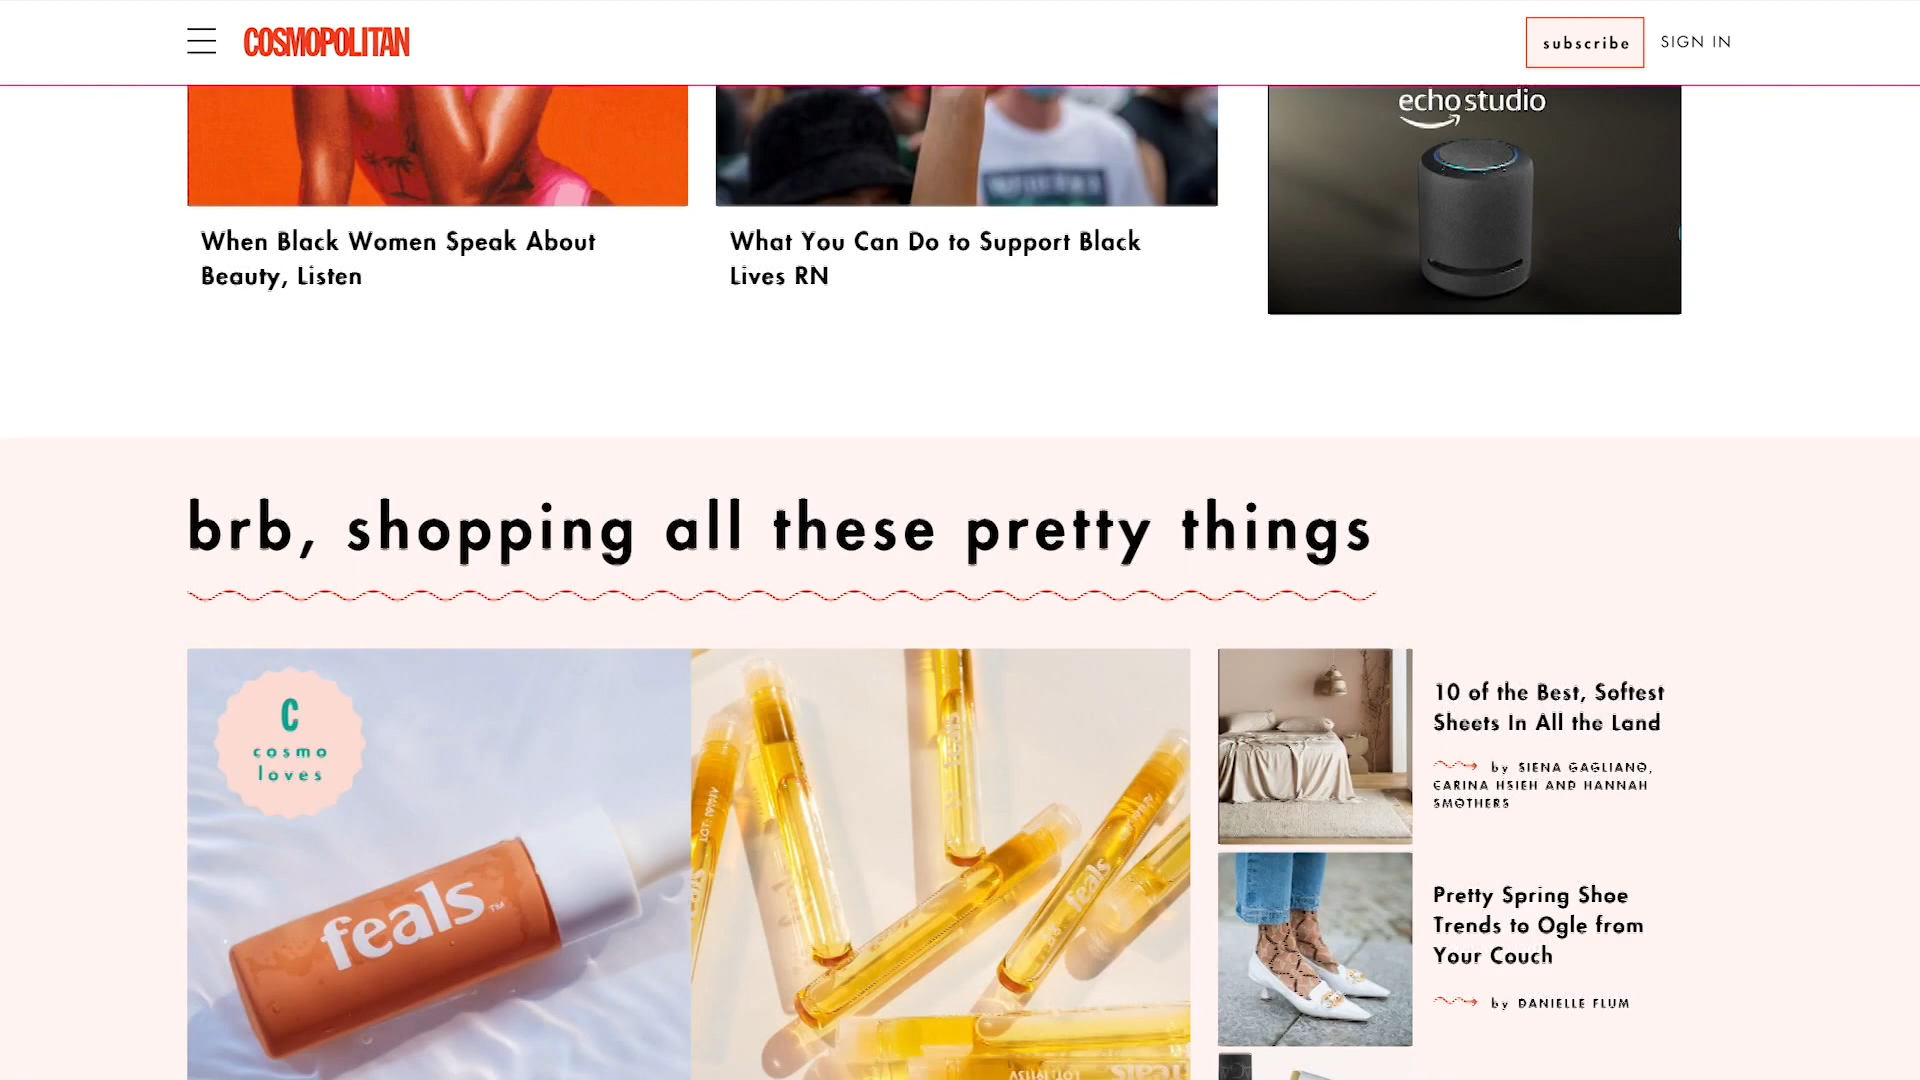 COSMOPOLITAN
subscribe
SIGN IN
echo studio
When Black Women Speak About
Beauty, Listen
What You Can Do to Support Black
Lives RN
brb, shopping all these pretty things
C
cosmo
loves
feals™
feals
feals
10 of the Best, Softest
Sheets In All the Land
by SIENA GAGLIANO,
CARINA HSIEH AND HANNAH
SMOTHERS
Pretty Spring Shoe
Trends to Ogle from
Your Couch
by DANIELLE FLUM